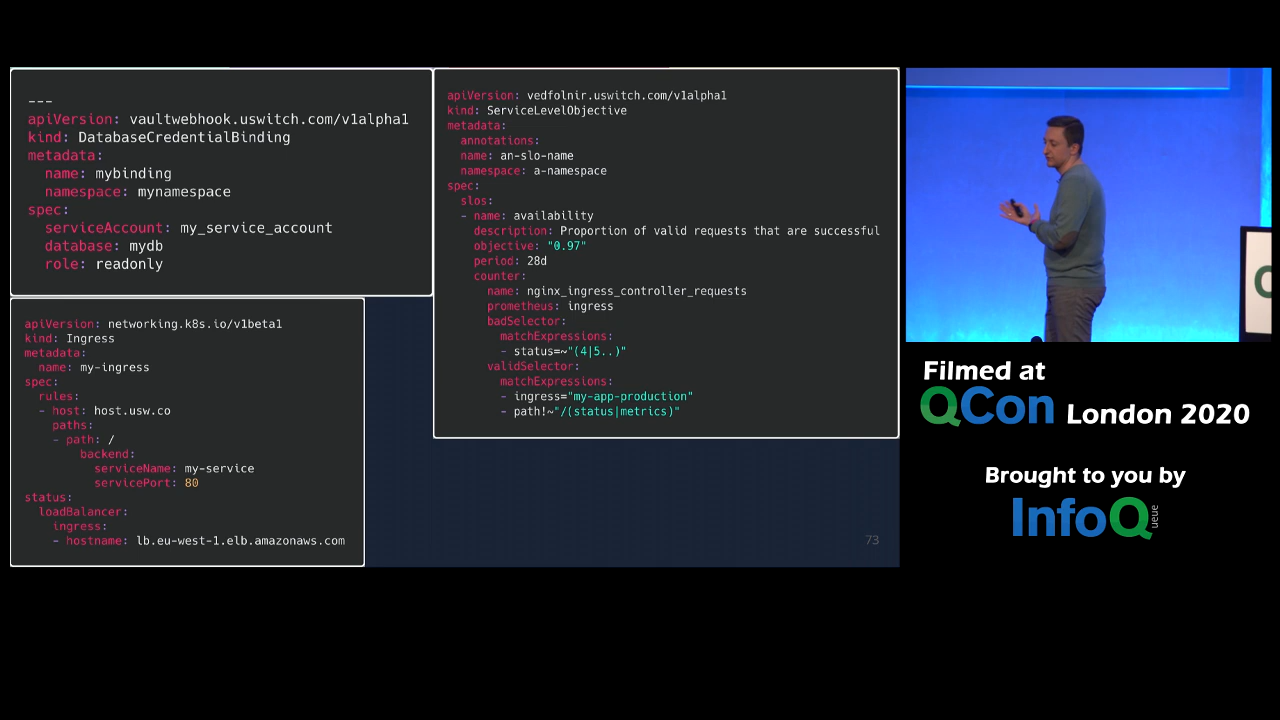 ---
apiVersion: vaultwebhook.uswitch.com/v1alpha1
kind: DatabaseCredentialBinding
metadata:
  name: mybinding
  namespace: mynamespace
spec:
  serviceAccount: my_service_account
  database: mydb
  role: readonly
apiVersion: networking.k8s.io/v1beta1
kind: Ingress
metadata:
  name: my-ingress
spec:
  rules:
  - host: host.usw.co
    paths:
    - path: /
        backend:
          serviceName: my-service
          servicePort: 80
status:
  loadBalancer:
    ingress:
    - hostname: lb.eu-west-1.elb.amazonaws.com
apiVersion: vedfolnir.uswitch.com/v1alpha1
kind: ServiceLevelObjective
metadata:
  annotations:
  name: an-slo-name
  namespace: a-namespace
spec:
  slos:
  - name: availability
    description: Proportion of valid requests that are successful
    objective: "0.97"
    period: 28d
    counter:
      name: nginx_ingress_controller_requests
      prometheus: ingress
      badSelector:
        matchExpressions:
        - status=~"(4|5..)"
      validSelector:
        matchExpressions:
        - ingress="my-app-production"
        - path!~"/(status|metrics)"
73
Filmed at
QCon London 2020
Brought to you by
InfoQ
ueue